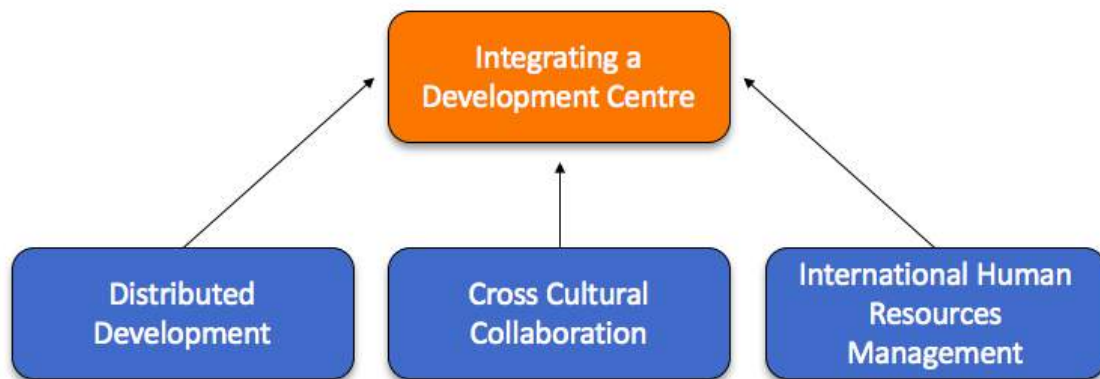 Integrating a
Development Centre
Distributed
Development
Cross Cultural
Collaboration
International Human
Resources
Management